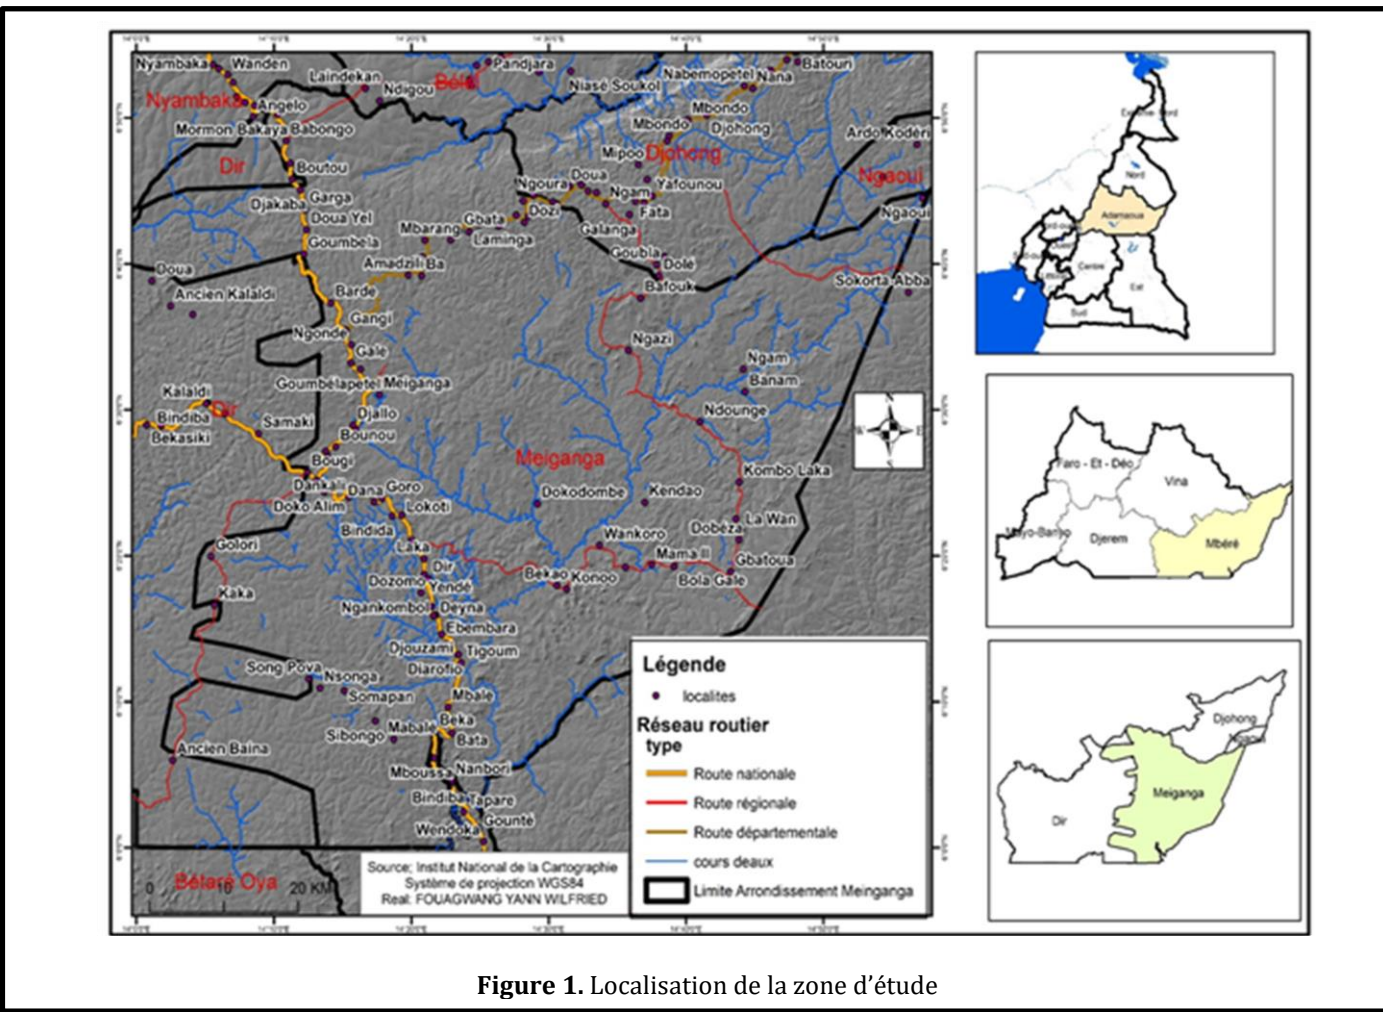 Nyambaka
Wanden
Pandjara
Batouri
Laindekan
Ndigou
Niasé Soukol
Nabemopetel
Nana
Nyambaka
Angelo
Mbondo
Mormon Bakaya
Babongo
Mbondo
Djohong
Ardo Kodéri
Mipoo
Djohong
Dir
Boutou
Ngaoui
Ngoura
Doua
Yafounou
Ngam
Djakaba
Garga
Dozi
Fata
Ngaoui
Doua Yel
Gbata
Mbarang
Laminga
Galanga
Goumbela
Goubla
Dolé
Doua
Amadzili Ba
Bafouk
Sokorta Abba
Ancien Kalaldi
Barde
Gangi
Ngonde
Ngazi
Galé
Ngam
Goumbélapetel
Meiganga
Banam
Kalaldi
Dir
Bindiba
Samaki
Djallo
Ndounge
Bekasiki
Bounou
Bougi
Meiganga
Kombo Laka
Dankali
Dana
Goro
Dokodombe
Kendao
Doko Alim
Lokoti
La Wan
Bindida
Wankoro
Dobéza
Golori
Laka
Mama II
Gbatoua
Dir
Bekao
Konoo
Bola Gale
Dozomo
Yendé
Kaka
Ngankombol
Deyna
Ebembara
Djouzami
Tigoum
Diarofio
Song Pova
Nsonga
Somapan
Mbale
Beka
Sibongo
Mabale
Bata
Ancien Baina
Mboussa
Nanbori
Bindiba
Tapare
Gounté
Wendoka
Bétaré Oya
0 10 20 KM
Source: Institut National de la Cartographie
Système de projection WGS84
Real: FOUAGWANG YANN WILFRIED
Légende
localites
Réseau routier
type
Route nationale
Route régionale
Route départementale
cours deaux
Limite Arrondissement Meinganga
N
W
E
S
Nord
Adamaoua
Centre
Est
Sud
Faro - Et - Déo
Vina
Mayo-Banyo
Djerem
Mbéré
Djohong
Meiganga
Dir
Figure 1. Localisation de la zone d'étude